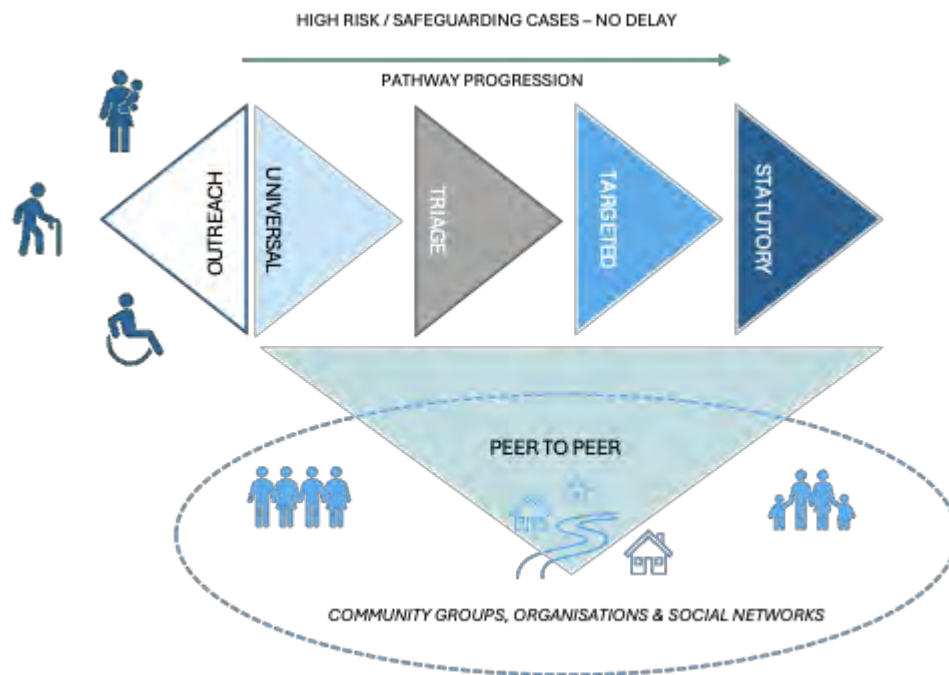 HIGH RISK / SAFEGUARDING CASES – NO DELAY
PATHWAY PROGRESSION
OUTREACH
UNIVERSAL
TRIAGE
TARGETED
STATUTORY
PEER TO PEER
COMMUNITY GROUPS, ORGANISATIONS & SOCIAL NETWORKS